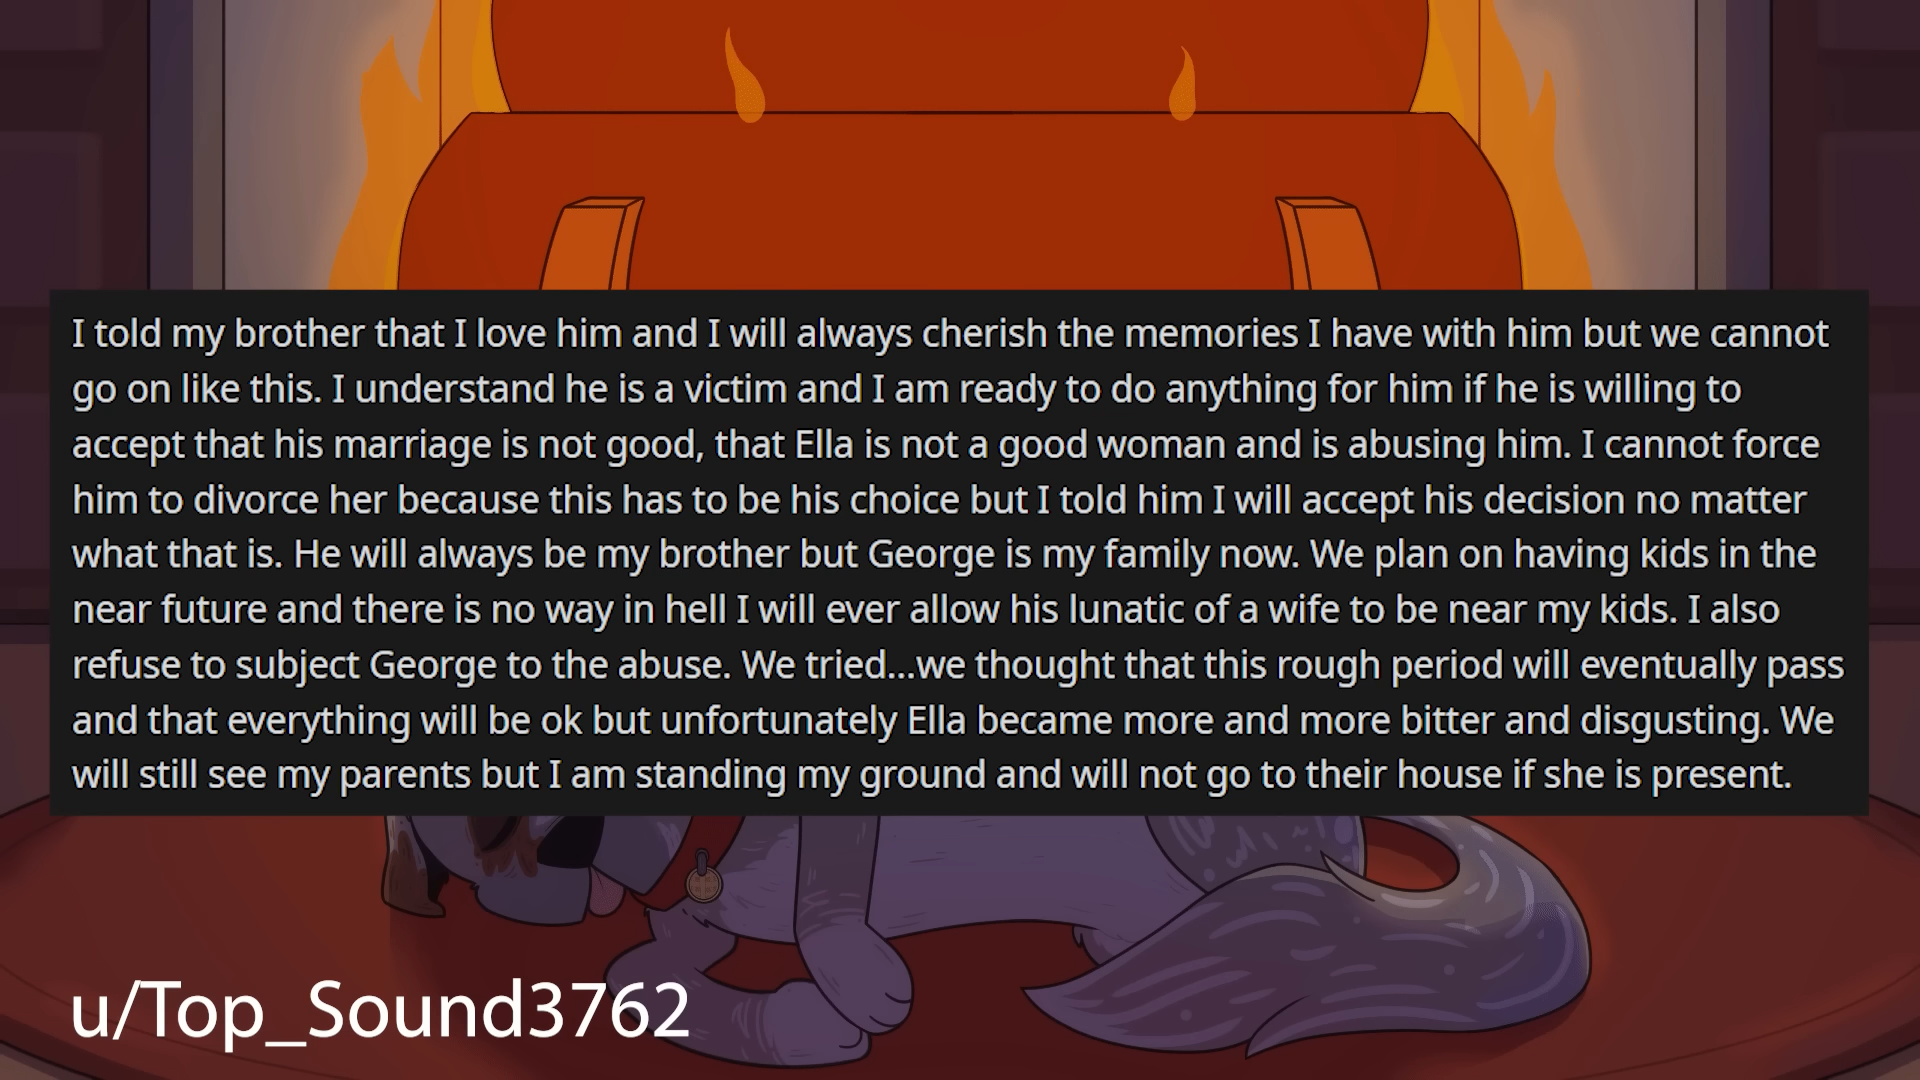 I told my brother that I love him and I will always cherish the memories I have with him but we cannot
go on like this. I understand he is a victim and I am ready to do anything for him if he is willing to
accept that his marriage is not good, that Ella is not a good woman and is abusing him. I cannot force
him to divorce her because this has to be his choice but I told him I will accept his decision no matter
what that is. He will always be my brother but George is my family now. We plan on having kids in the
near future and there is no way in hell I will ever allow his lunatic of a wife to be near my kids. I also
refuse to subject George to the abuse. We tried...we thought that this rough period will eventually pass
and that everything will be ok but unfortunately Ella became more and more bitter and disgusting. We
will still see my parents but I am standing my ground and will not go to their house if she is present.
u/Top_Sound3762